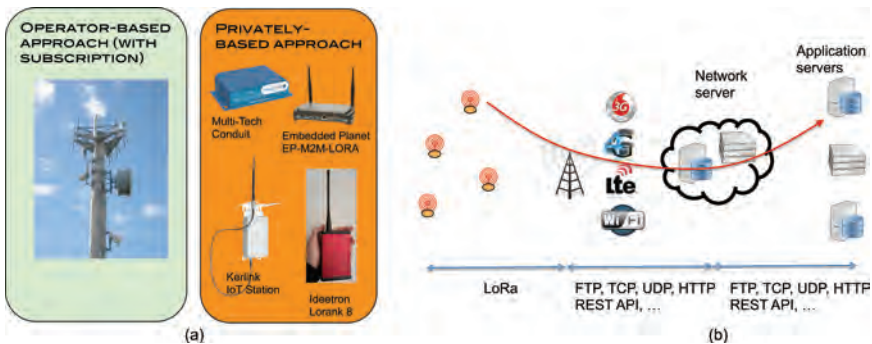 OPERATOR-BASED
APPROACH (WITH
SUBSCRIPTION)
PRIVATELY-
BASED APPROACH
Multi-Tech
Conduit
Embedded Planet
EP-M2M-LORA
Kerlink
IoT Station
Ideetron
Lorank 8
(a)
Network
server
Application
servers
3G
4G
Lte
Wi Fi
LoRa
FTP, TCP, UDP, HTTP
REST API, ...
FTP, TCP, UDP, HTTP
REST API, ...
(b)